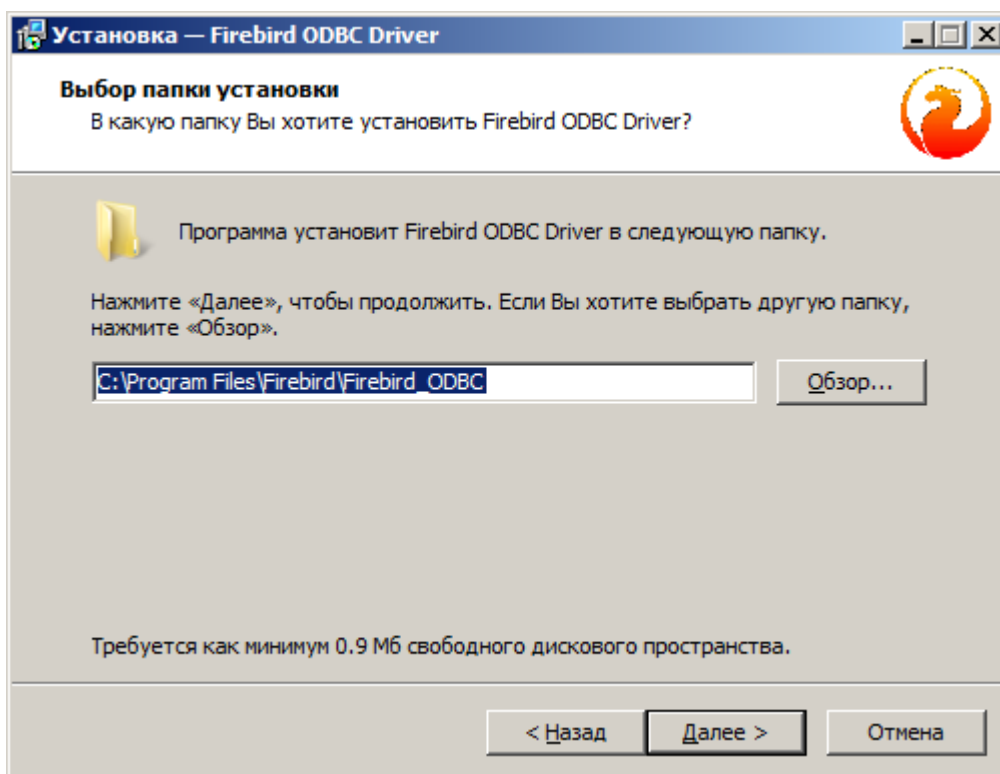 Установка — Firebird ODBC Driver
Выбор папки установки
В какую папку Вы хотите установить Firebird ODBC Driver?
Программа установит Firebird ODBC Driver в следующую папку.
Нажмите «Далее», чтобы продолжить. Если Вы хотите выбрать другую папку,
нажмите «Обзор».
C:\Program Files\Firebird\Firebird_ODBC
Обзор...
Требуется как минимум 0.9 Мб свободного дискового пространства.
< Назад
Далее >
Отмена